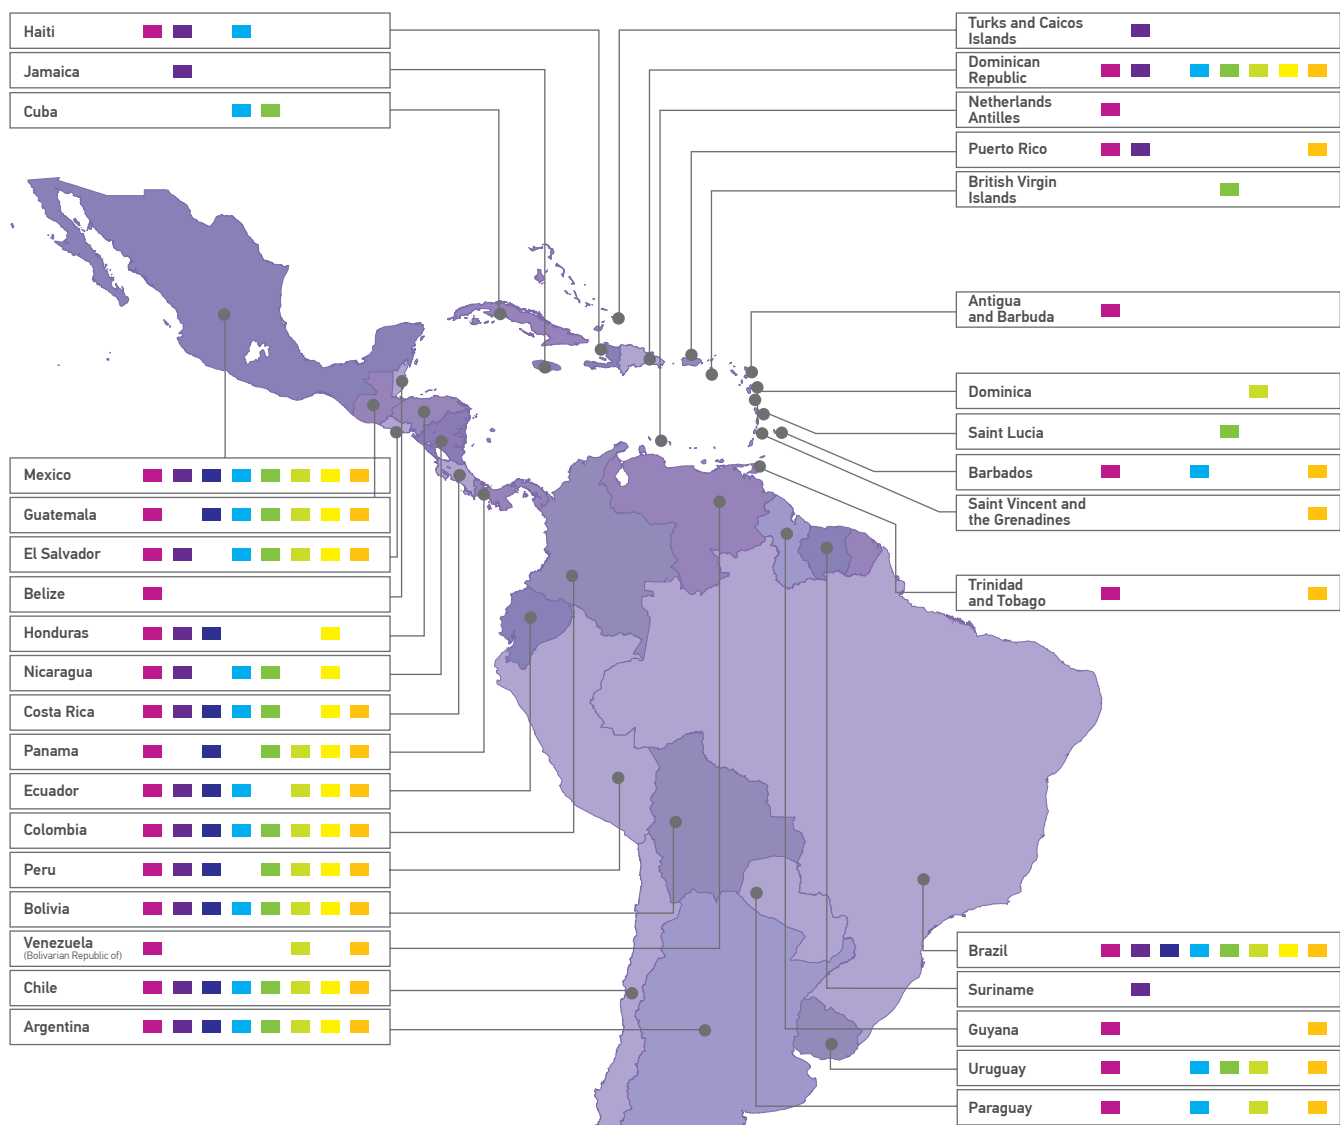 Haiti
Jamaica
Cuba
Turks and Caicos
Islands
Dominican
Republic
Netherlands
Antilles
Puerto Rico
British Virgin
Islands
Antigua
and Barbuda
Dominica
Saint Lucia
Barbados
Saint Vincent and
the Grenadines
Trinidad
and Tobago
Mexico
Guatemala
El Salvador
Belize
Honduras
Nicaragua
Costa Rica
Panama
Ecuador
Colombia
Peru
Bolivia
Venezuela
(Bolivarian Republic of)
Chile
Argentina
Brazil
Suriname
Guyana
Uruguay
Paraguay